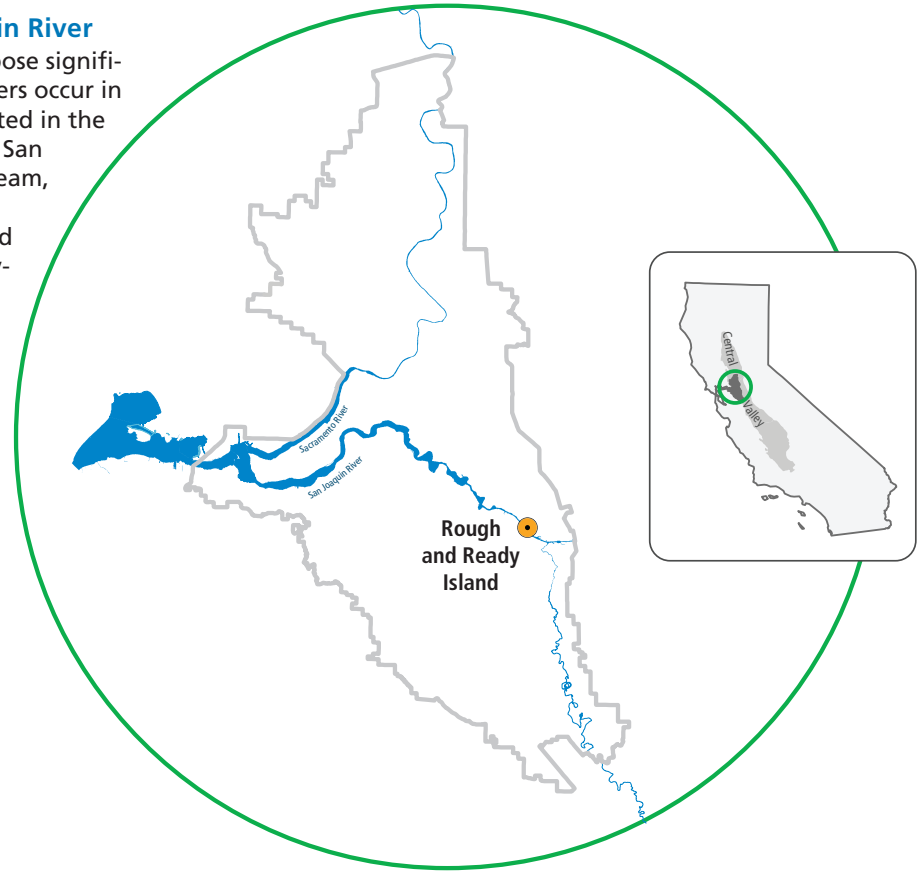 in River
oose signifi-
ers occur in
ted in the
San
eam,
d
y-
Sacramento River
San Joaquin River
Rough
and Ready
Island
Central
Valley